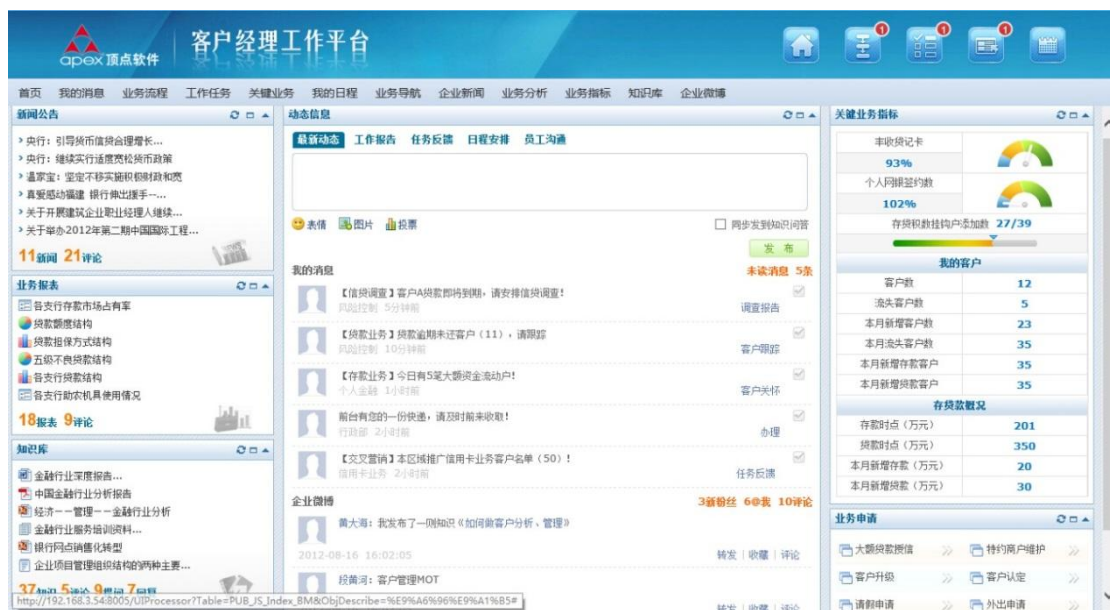 apex 顶点软件
客户经理工作平台
1
1
1
首页 我的消息 业务流程 工作任务 关键业务 我的日程 业务导航 企业新闻 业务分析 业务指标 知识库 企业微博
新闻公告
央行：引导货币信贷合理增长...
央行：继续实行适度宽松货币政策
温家宝：坚定不移实施积极财政和宽
真爱感动福建 银行伸出援手--...
关于开展建筑企业职业经理人继续...
关于举办2012年第二期中国国际工程...
11新闻 21评论
业务报表
各支行存款市场占有率
贷款额度结构
贷款担保方式结构
五级不良贷款结构
各支行贷款结构
各支行助农机具使用情况
18报表 9评论
知识库
金融行业深度报告...
中国金融行业分析报告
经济－－管理－－金融行业分析
金融行业服务培训资料...
银行网点销售化转型
企业项目管理组织结构的两种主要...
37知识 5评论 9提问 7回复
http://192.168.3.54:8005/UIProcessor?Table=PUB_JS_Index_BM&ObjDescribe=%E9%A6%96%E9%A1%B5#
动态信息
最新动态 工作报告 任务反馈 日程安排 员工沟通
表情 图片 投票
同步发到知识问答
发 布
我的消息
未读消息 5条
【信贷调查】客户A贷款即将到期，请安排信贷调查！
风险控制 5分钟前
调查报告
【贷款业务】贷款逾期未还客户（11），请跟踪
风险控制 10分钟前
客户跟踪
【存款业务】今日有5笔大额资金流动户！
个人金融 1小时前
客户关怀
前台有您的一份快递，请及时前来收取！
行政部 2小时前
办理
【交叉营销】本区域推广信用卡业务客户名单（50）！
信用卡业务 2小时前
任务反馈
企业微博
3新粉丝 6@我 10评论
黄大海：我发布了一则知识《如何做客户分析、管理》
2012-08-16 16:02:05
转发 | 收藏 | 评论
段黄河：客户管理MOT
转发 | 收藏 | 评论
关键业务指标
丰收贷记卡
93%
个人网银签约数
102%
存贷积数挂钩户添加数 27/39
我的客户
客户数 12
流失客户数 5
本月新增客户数 23
本月流失客户数 35
本月新增存款客户 35
本月新增贷款客户 35
存贷款概况
存款时点（万元） 201
贷款时点（万元） 350
本月新增存款（万元） 20
本月新增贷款（万元） 30
业务申请
大额贷款授信 特约商户维护
客户升级 客户认定
请假申请 外出申请